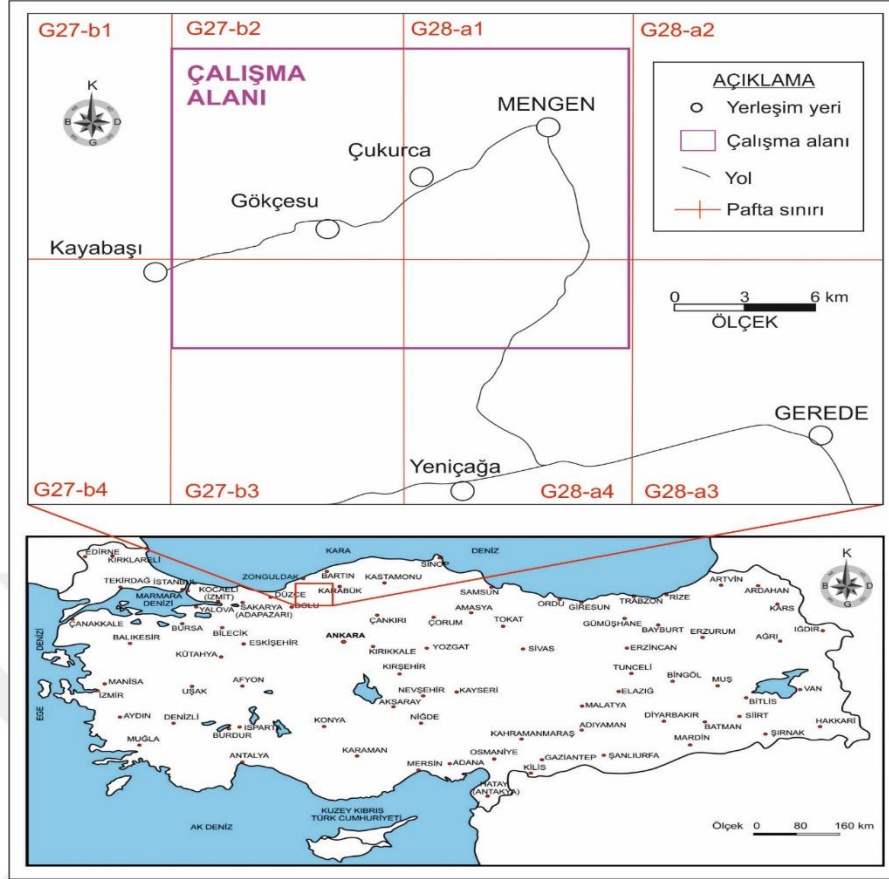 G27-b1
G27-b2
G28-a1
G28-a2
ÇALIŞMA
ALANI
K
B
D
G
MENGEN
Çukurca
Gökçesu
Kayabaşı
AÇIKLAMA
Yerleşim yeri
Çalışma alanı
Yol
Pafta sınırı
0 3 6 km
ÖLÇEK
GEREDE
Yeniçağa
G27-b4
G27-b3
G28-a4
G28-a3
KARA
DENİZ
EDİRNE
KIRKLARELİ
TEKİRDAĞ
İSTANBUL
MARMARA
DENİZİ
KOCAELİ
(İZMİT)
YALOVA
SAKARYA
(ADAPAZARI)
DÜZCE
BOLU
ZONGULDAK
BARTIN
KARABÜK
KASTAMONU
SİNOP
SAMSUN
ORDU
GİRESUN
TRABZON
RİZE
ARTVİN
ARDAHAN
KARS
IĞDIR
K
ÇANAKKALE
BALIKESİR
BURSA
BİLECİK
ESKİŞEHİR
KÜTAHYA
ANKARA
ÇANKIRI
ÇORUM
AMASYA
TOKAT
KIRIKKALE
YOZGAT
SİVAS
GÜMÜŞHANE
BAYBURT
ERZURUM
ERZİNCAN
AĞRI
KIRŞEHİR
TUNCELİ
BİNGÖL
MUŞ
VAN
EGE
DENİZİ
MANİSA
İZMİR
UŞAK
AFYON
AKSARAY
NEVŞEHİR
KAYSERİ
MALATYA
ELAZIĞ
BİTLİS
AYDIN
DENİZLİ
ISPARTA
BURDUR
KONYA
NİĞDE
KAHRAMANMARAŞ
ADIYAMAN
DİYARBAKIR
BATMAN
SİİRT
HAKKARİ
ŞIRNAK
MARDİN
MUĞLA
ANTALYA
KARAMAN
MERSİN
ADANA
OSMANİYE
GAZİANTEP
ŞANLIURFA
KİLİS
HATAY
(ANTAKYA)
AK DENİZ
KUZEY KIBRIS
TÜRK CUMHURİYETİ
Ölçek 0 80 160 km